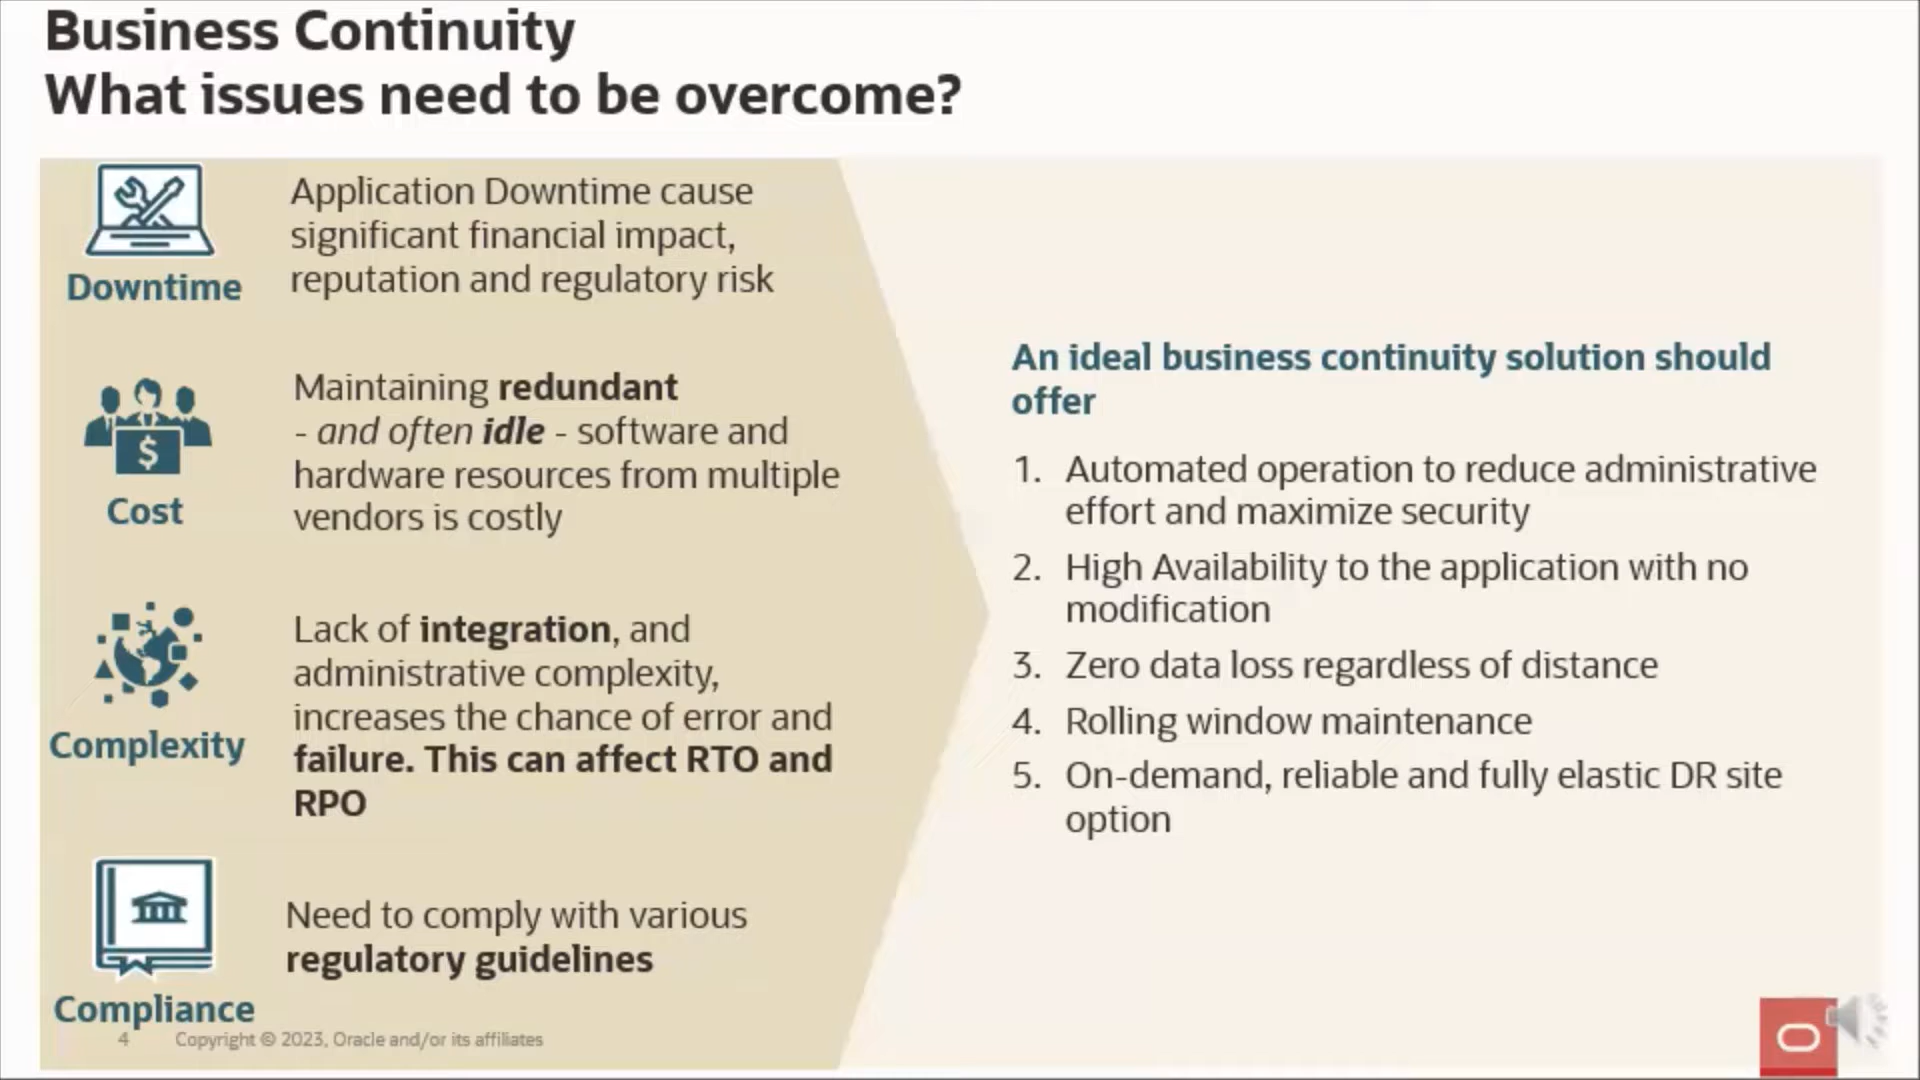 Business Continuity
What issues need to be overcome?
Downtime
Application Downtime cause
significant financial impact,
reputation and regulatory risk
$
Cost
Maintaining redundant
- and often idle - software and
hardware resources from multiple
vendors is costly
Complexity
Lack of integration, and
administrative complexity,
increases the chance of error and
failure. This can affect RTO and
RPO
Compliance
Need to comply with various
regulatory guidelines
An ideal business continuity solution should
offer
1. Automated operation to reduce administrative
effort and maximize security
2. High Availability to the application with no
modification
3. Zero data loss regardless of distance
4. Rolling window maintenance
5. On-demand, reliable and fully elastic DR site
option
4 Copyright © 2023, Oracle and/or its affiliates